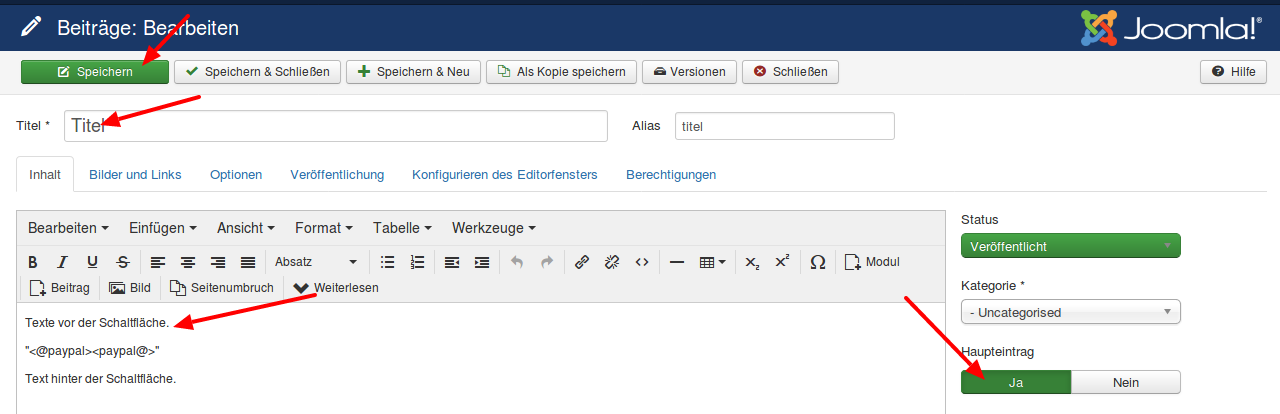 Beiträge: Bearbeiten
Joomla!®
Speichern
Speichern & Schließen
Speichern & Neu
Als Kopie speichern
Versionen
Schließen
Hilfe
Titel *
Titel
Alias
titel
Inhalt
Bilder und Links
Optionen
Veröffentlichung
Konfigurieren des Editorfensters
Berechtigungen
Bearbeiten
Einfügen
Ansicht
Format
Tabelle
Werkzeuge
B I U S
Absatz
Modul
Beitrag
Bild
Seitenumbruch
Weiterlesen
Texte vor der Schaltfläche.
"<@paypal><paypal@>"
Text hinter der Schaltfläche.
Status
Veröffentlicht
Kategorie *
- Uncategorised
Haupteintrag
Ja
Nein